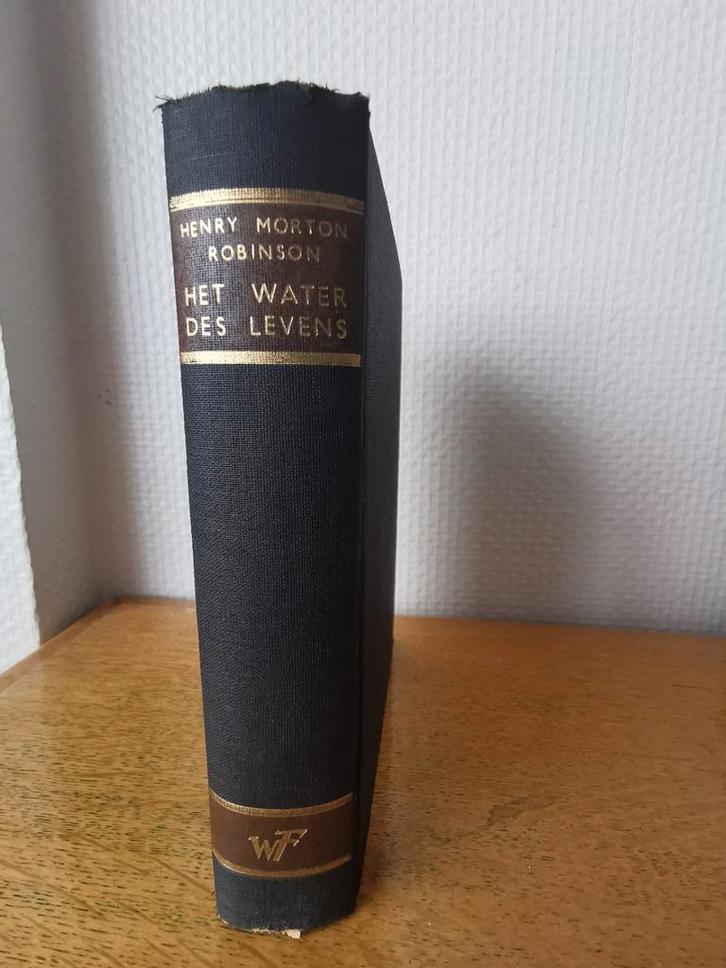 HENRY MORTON
ROBINSON
HET WATER
DES LEVENS
WF